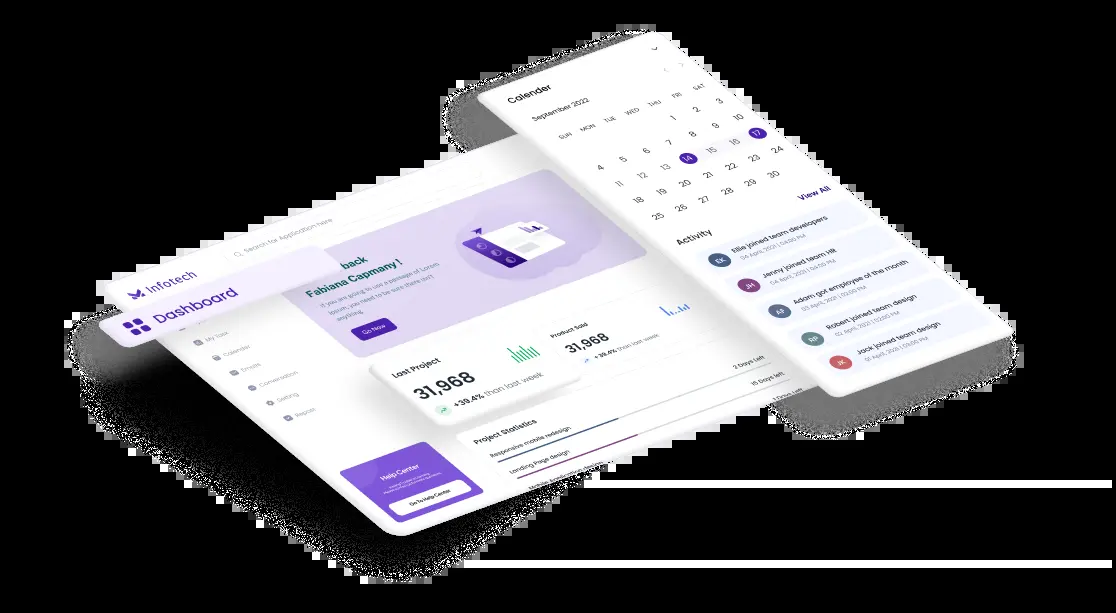 Calender
September 2022
SUN MON TUE WED THU FRI SAT
1 2 3
4 5 6 7 8 9 10
11 12 13 14 15 16 17
18 19 20 21 22 23 24
25 26 27 28 29 30
View All
Activity
EK Ellie joined team developers
04 April, 2021 | 04:00 PM
JH Jenny joined team HR
04 April, 2021 | 04:00 PM
AF Adam got employee of the month
03 April, 2021 | 02:00 PM
RP Robert joined team design
02 April, 2021 | 02:00 PM
JK Jack joined team design
01 April, 2021 | 03:00 PM
Infotech
Search for Application here
Dashboard
My Task
Calender
Emails
Conversation
Setting
Repair
Help Center
Go To Help Center
back
Fabiana Capmany !
If you are going to use a passage of Lorem
Ipsum, you need to be sure there isn't
anything
Go Now
Last Project
31,968
+39.4% than last week
Product Sold
31,968
+39.4% than last week
Project Statistics
Responsive mobile redesign
2 Days Left
Landing Page design
10 Days left